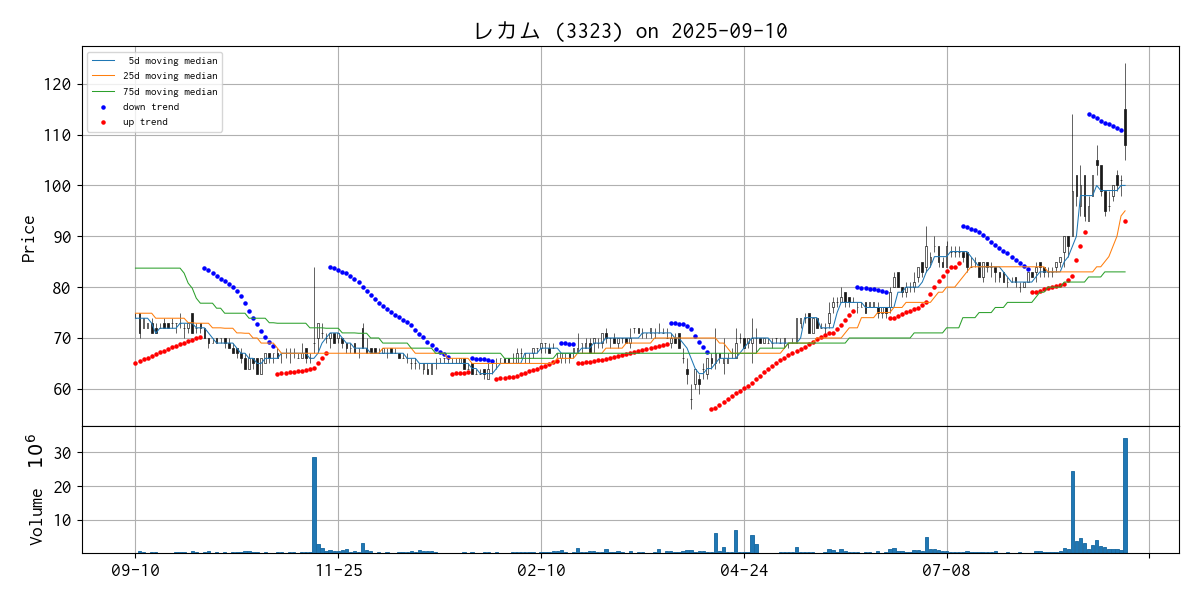 レカム (3323) on 2025-09-10
5d moving median
25d moving median
75d moving median
down trend
up trend
Price
120
110
100
90
80
70
60
Volume 10^6
30
20
10
09-10 11-25 02-10 04-24 07-08